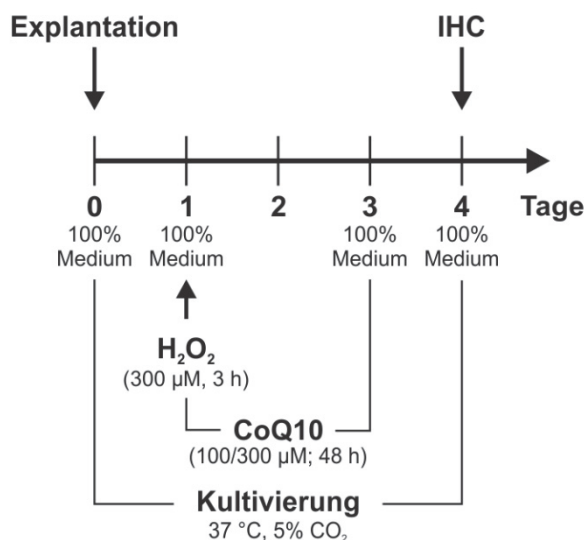 Explantation IHC
0 1 2 3 4 Tage
100% 100% 100% 100%
Medium Medium Medium Medium
H₂O₂
(300 µM, 3 h)
CoQ10
(100/300 µM; 48 h)
Kultivierung
37 °C, 5% CO₂